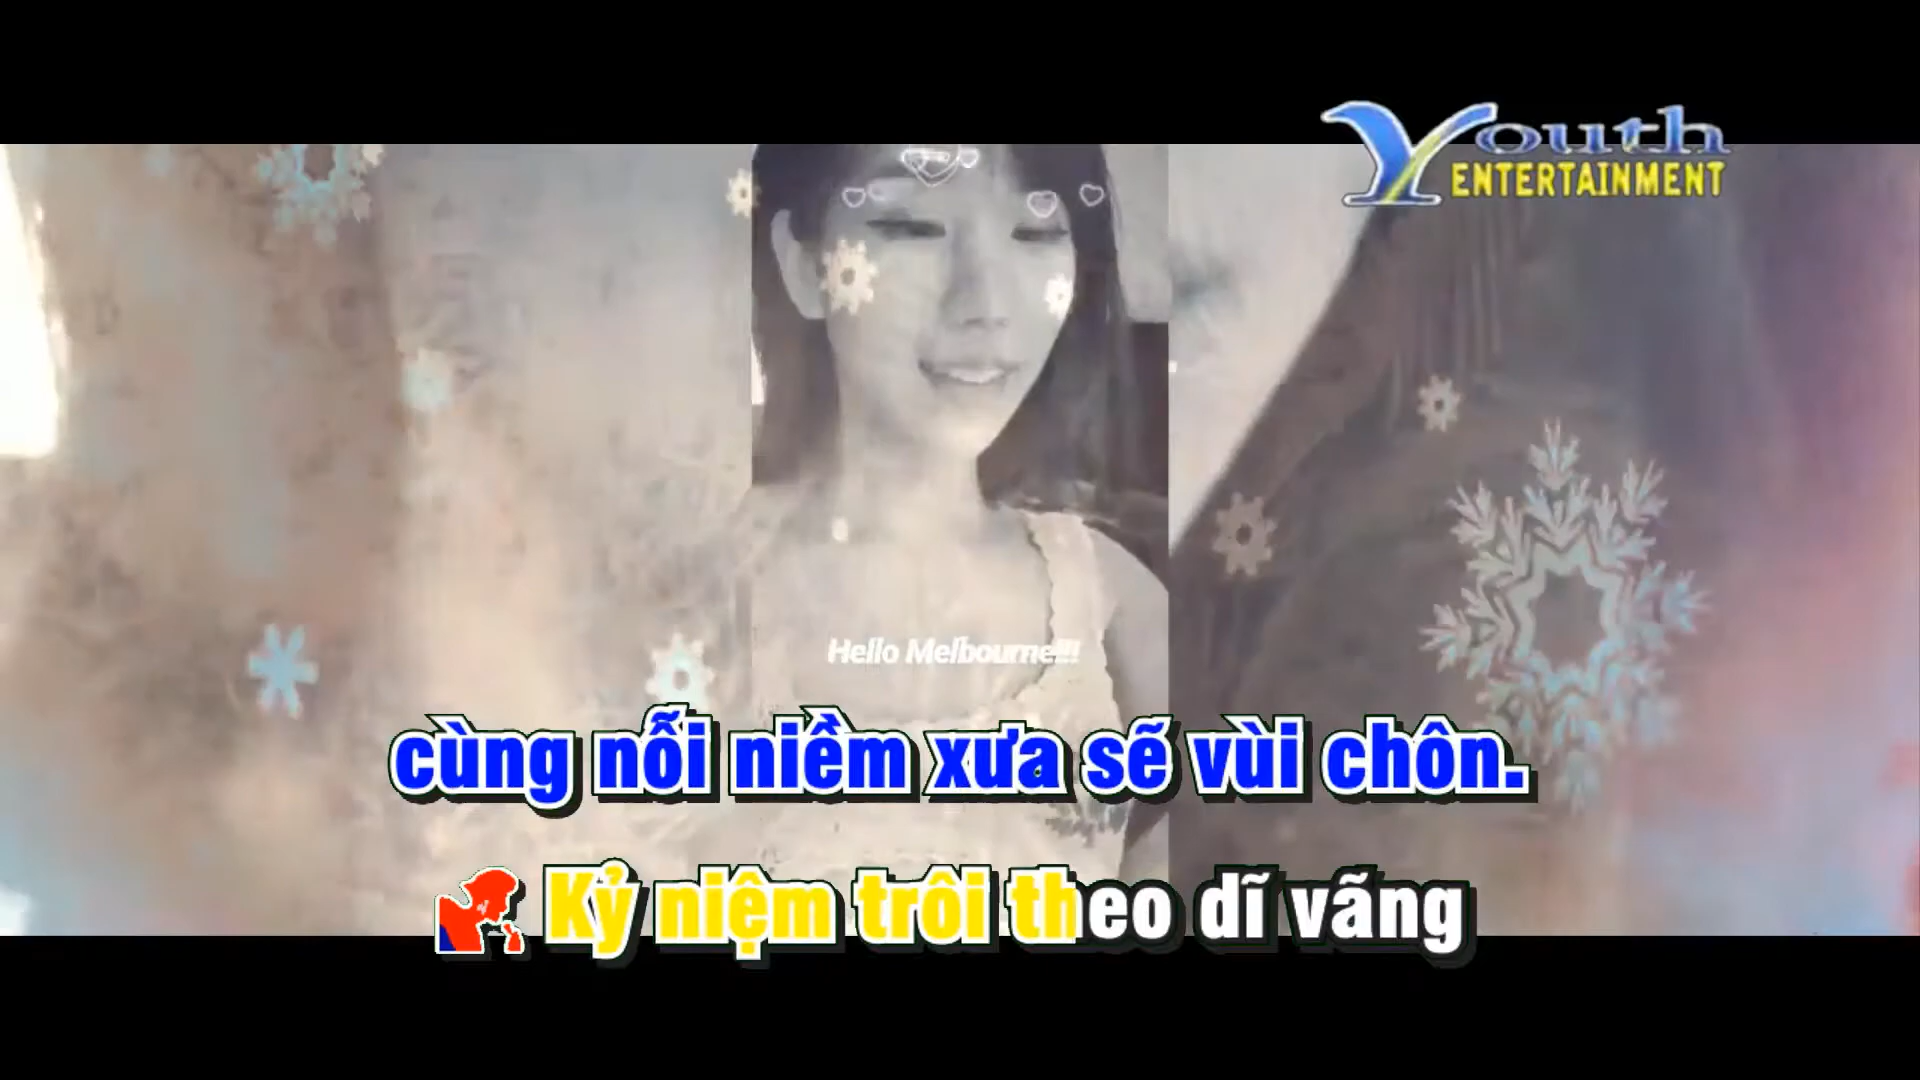 Youth
ENTERTAINMENT
Hello Melbourne!!!
cùng nỗi niềm xưa sẽ vùi chôn.
Kỷ niệm trôi theo dĩ vãng